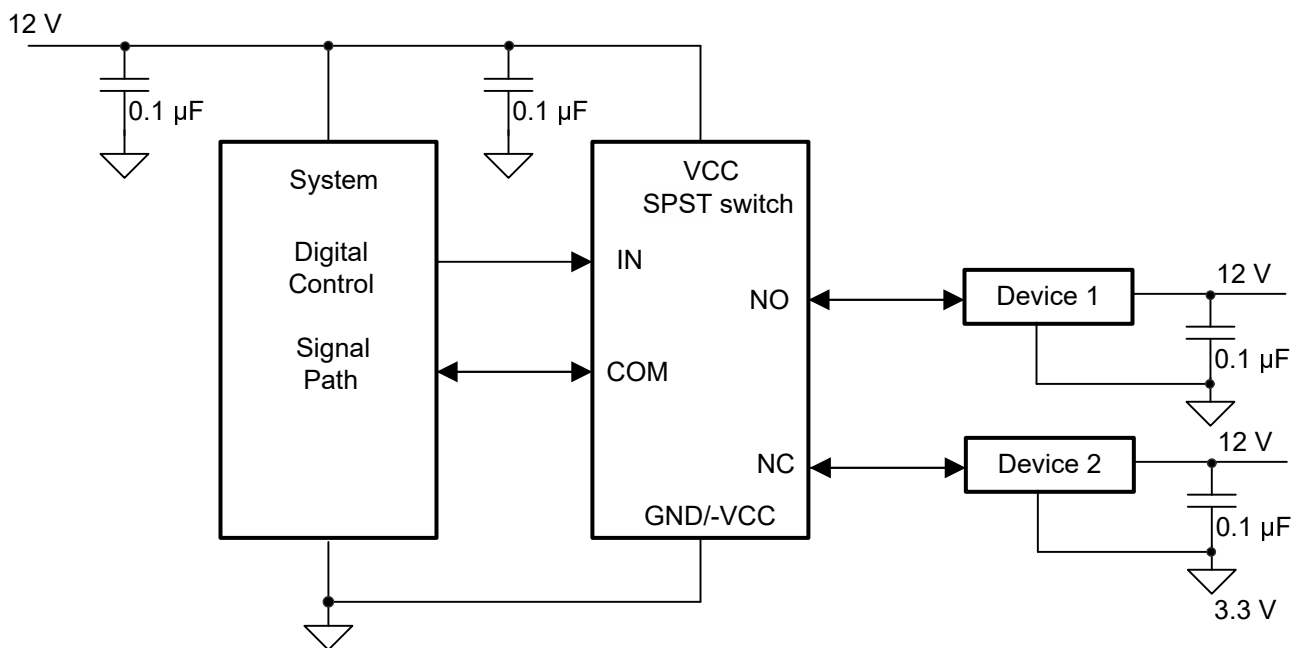 12 V
0.1 µF
0.1 µF
System
Digital
Control
Signal
Path
VCC
SPST switch
IN
COM
NO
NC
GND/-VCC
Device 1
12 V
0.1 µF
Device 2
12 V
0.1 µF
3.3 V